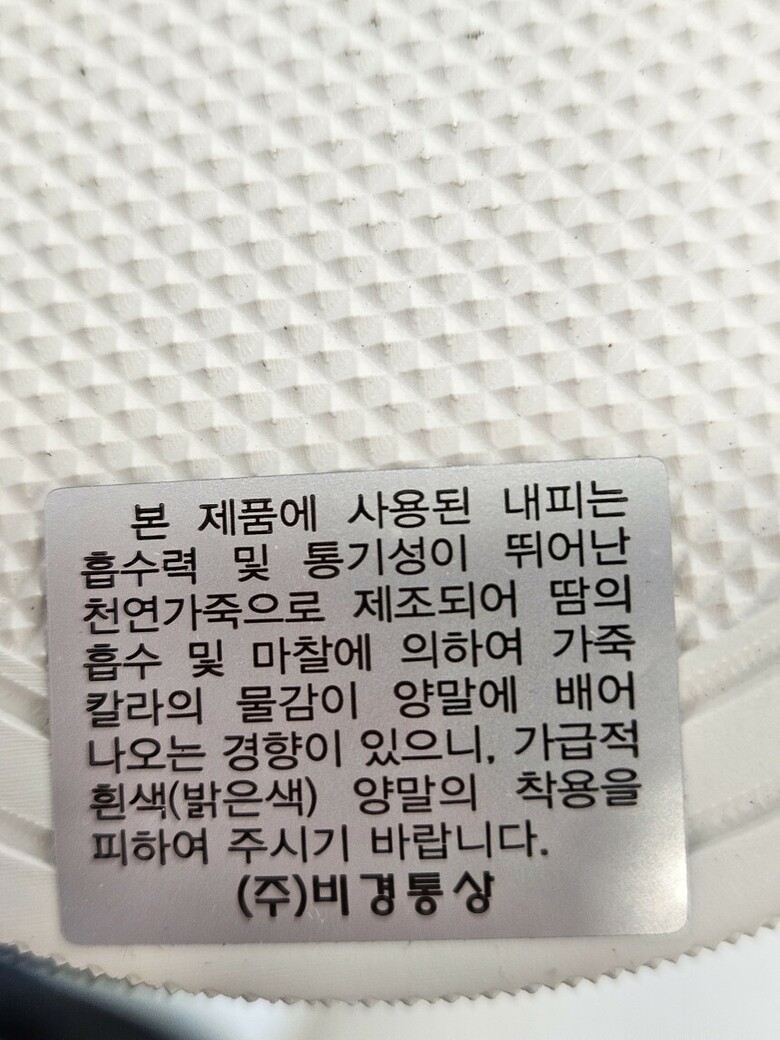 본 제품에 사용된 내피는
흡수력 및 통기성이 뛰어난
천연가죽으로 제조되어 땀의
흡수 및 마찰에 의하여 가죽
칼라의 물감이 양말에 배어
나오는 경향이 있으니, 가급적
흰색(밝은색) 양말의 착용을
피하여 주시기 바랍니다.
(주)비경통상